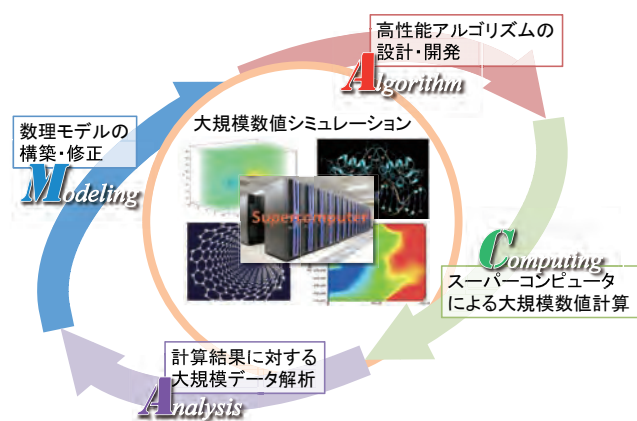 高性能アルゴリズムの
設計・開発
Algorithm
大規模数値シミュレーション
数理モデルの
構築・修正
Modeling
Supercomputer
Computing
スーパーコンピュータ
による大規模数値計算
計算結果に対する
大規模データ解析
Analysis